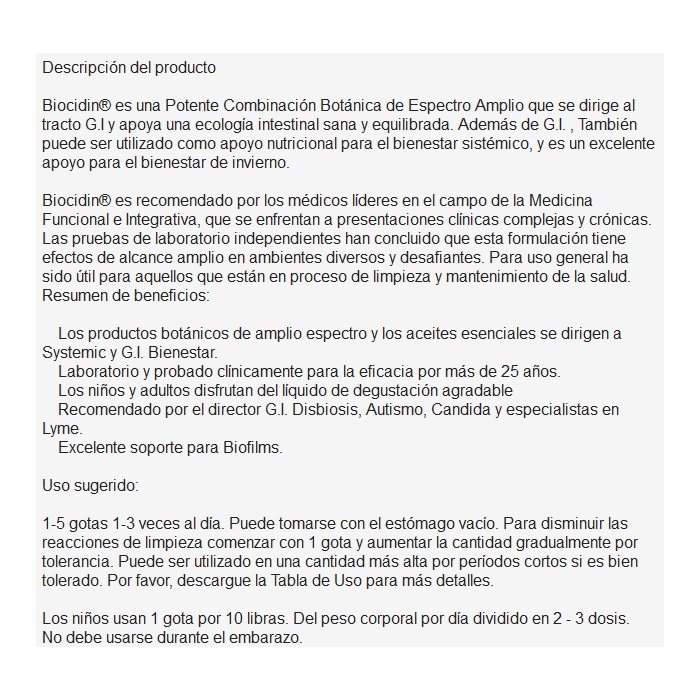 Descripción del producto
Biocidin® es una Potente Combinación Botánica de Espectro Amplio que se dirige al
tracto G.I y apoya una ecología intestinal sana y equilibrada. Además de G.I. , También
puede ser utilizado como apoyo nutricional para el bienestar sistémico, y es un excelente
apoyo para el bienestar de invierno.
Biocidin® es recomendado por los médicos líderes en el campo de la Medicina
Funcional e Integrativa, que se enfrentan a presentaciones clínicas complejas y crónicas.
Las pruebas de laboratorio independientes han concluido que esta formulación tiene
efectos de alcance amplio en ambientes diversos y desafiantes. Para uso general ha
sido útil para aquellos que están en proceso de limpieza y mantenimiento de la salud.
Resumen de beneficios:
Los productos botánicos de amplio espectro y los aceites esenciales se dirigen a
Systemic y G.I. Bienestar.
Laboratorio y probado clínicamente para la eficacia por más de 25 años.
Los niños y adultos disfrutan del líquido de degustación agradable
Recomendado por el director G.I. Disbiosis, Autismo, Candida y especialistas en
Lyme.
Excelente soporte para Biofilms.
Uso sugerido:
1-5 gotas 1-3 veces al día. Puede tomarse con el estómago vacío. Para disminuir las
reacciones de limpieza comenzar con 1 gota y aumentar la cantidad gradualmente por
tolerancia. Puede ser utilizado en una cantidad más alta por períodos cortos si es bien
tolerado. Por favor, descargue la Tabla de Uso para más detalles.
Los niños usan 1 gota por 10 libras. Del peso corporal por día dividido en 2 - 3 dosis.
No debe usarse durante el embarazo.